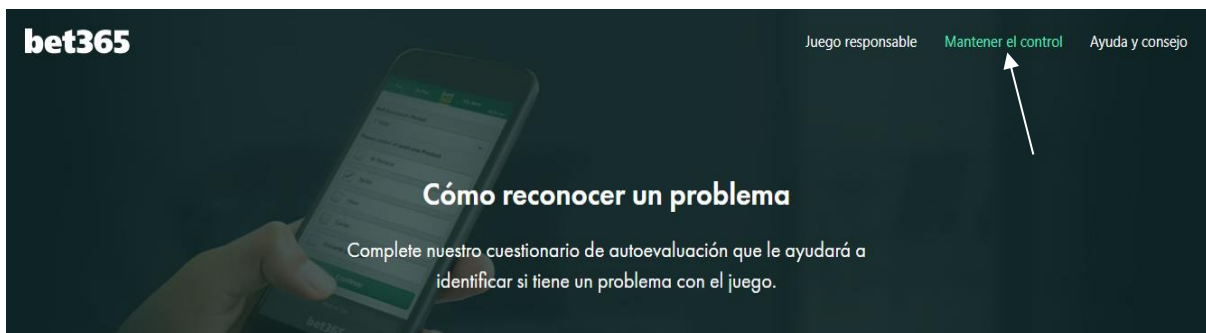 bet365
Juego responsable
Mantener el control
Ayuda y consejo
Cómo reconocer un problema
Complete nuestro cuestionario de autoevaluación que le ayudará a
identificar si tiene un problema con el juego.